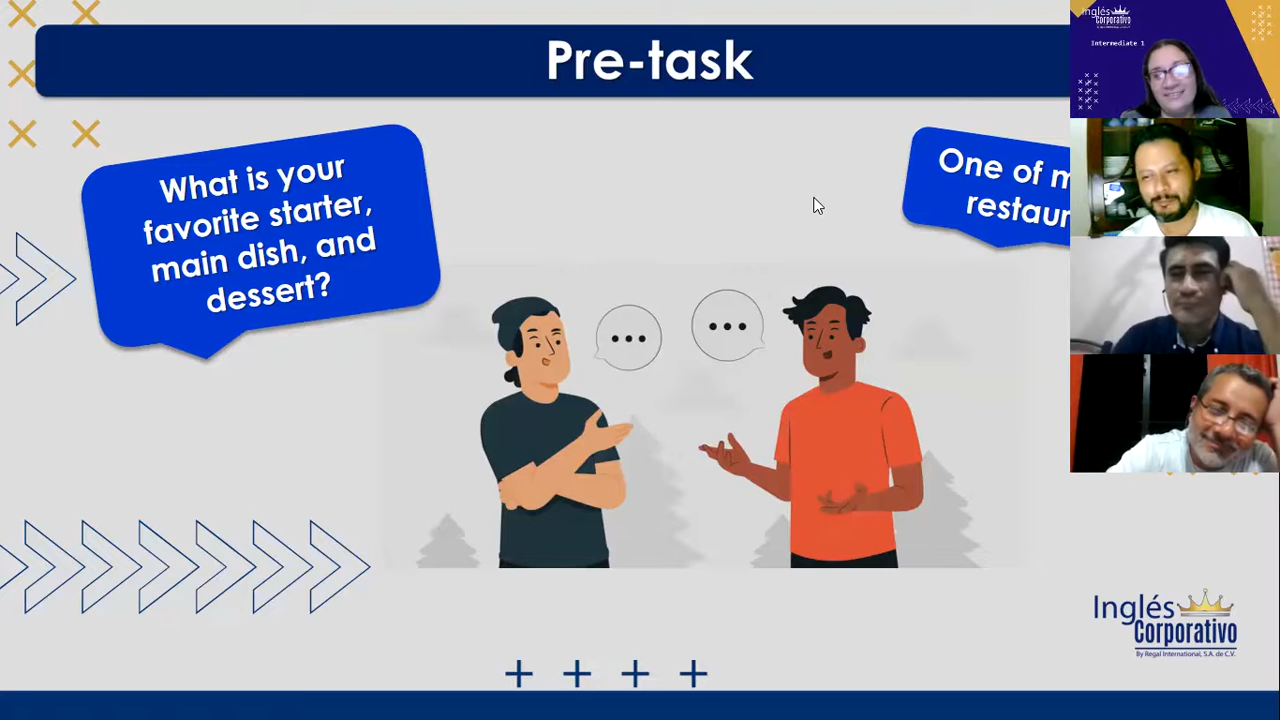 Pre-task
What is your
favorite starter,
main dish, and
dessert?
One of m
restaur
Inglés
Corporativo
Intermediate 1
Inglés
Corporativo
By Regal International, S.A. de C.V.